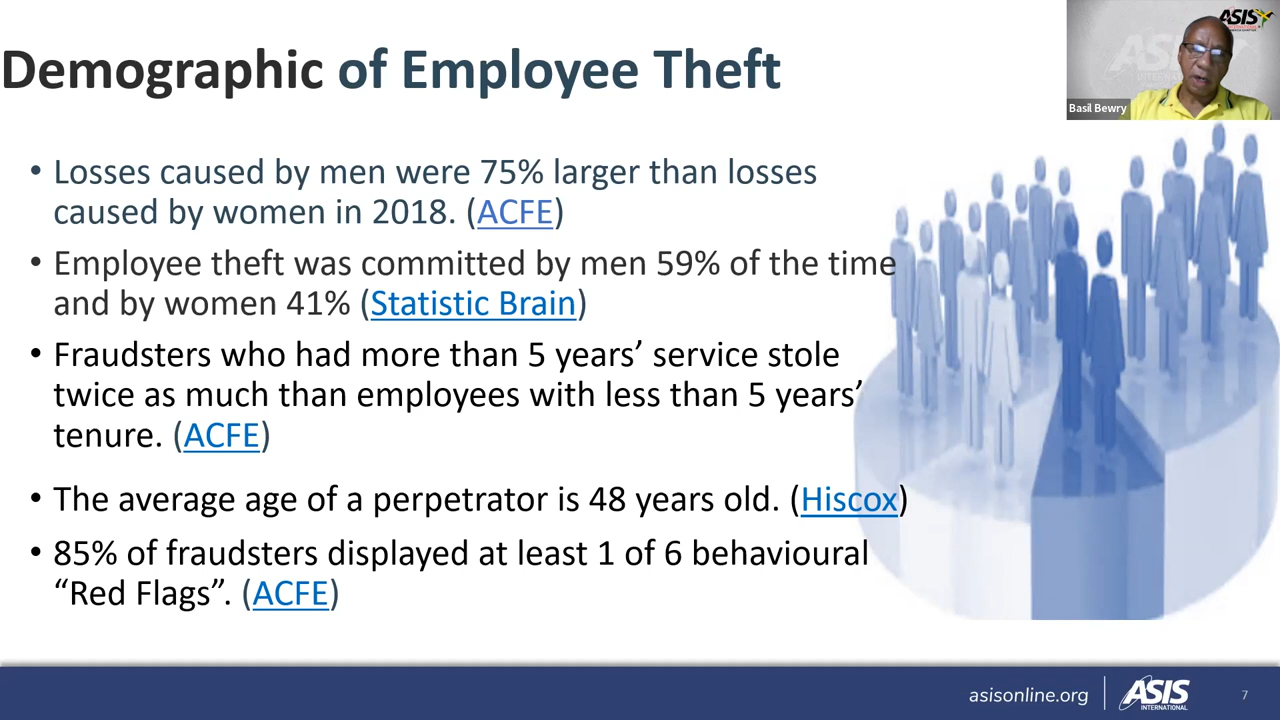 Demographic of Employee Theft
ASIS
Basil Bewry
• Losses caused by men were 75% larger than losses
caused by women in 2018. (ACFE)
• Employee theft was committed by men 59% of the time
and by women 41% (Statistic Brain)
• Fraudsters who had more than 5 years’ service stole
twice as much than employees with less than 5 years’
tenure. (ACFE)
• The average age of a perpetrator is 48 years old. (Hiscox)
• 85% of fraudsters displayed at least 1 of 6 behavioural
“Red Flags”. (ACFE)
asisonline.org
ASIS
INTERNATIONAL
7